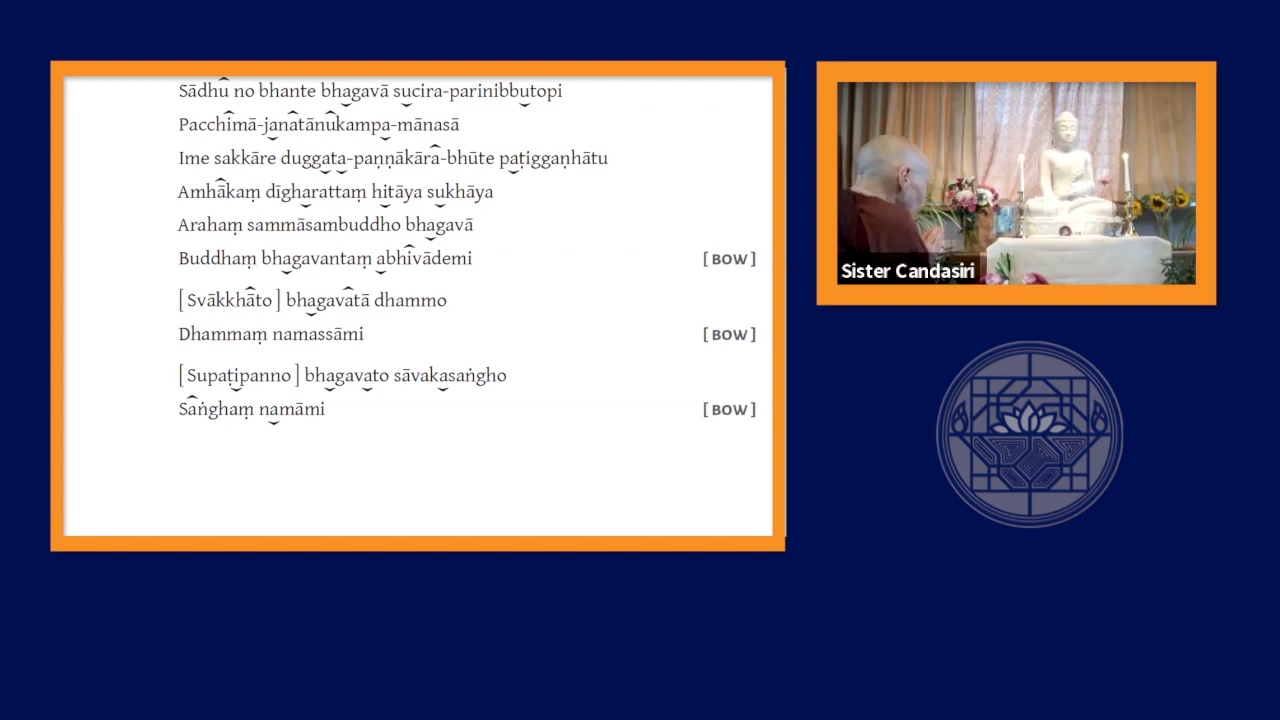 Sādhu no bhante bhagavā sucira-parinibbutopi
Pacchimā-janatānukampa-mānasā
Ime sakkāre duggata-paṇṇākāra-bhūte paṭiggaṇhātu
Amhākaṃ dīgharattaṃ hitāya sukhāya
Arahaṃ sammāsambuddho bhagavā
Buddhaṃ bhagavantaṃ abhivādemi [ BOW ]
[ Svākkhāto ] bhagavatā dhammo
Dhammaṃ namassāmi [ BOW ]
[ Supaṭipanno ] bhagavato sāvakasaṅgho
Saṅghaṃ namāmi [ BOW ]
Sister Candasiri